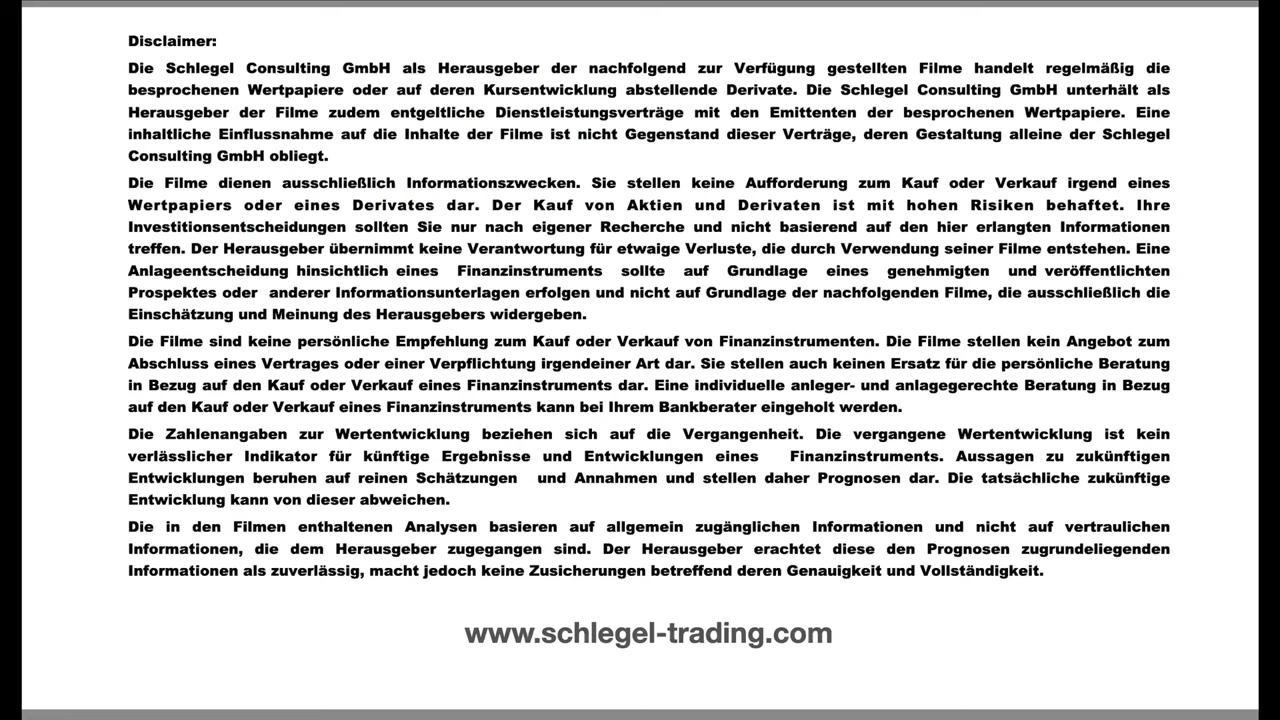 Disclaimer:
Die Schlegel Consulting GmbH als Herausgeber der nachfolgend zur Verfügung gestellten Filme handelt regelmäßig die
besprochenen Wertpapiere oder auf deren Kursentwicklung abstellende Derivate. Die Schlegel Consulting GmbH unterhält als
Herausgeber der Filme zudem entgeltliche Dienstleistungsverträge mit den Emittenten der besprochenen Wertpapiere. Eine
inhaltliche Einflussnahme auf die Inhalte der Filme ist nicht Gegenstand dieser Verträge, deren Gestaltung alleine der Schlegel
Consulting GmbH obliegt.
Die Filme dienen ausschließlich Informationszwecken. Sie stellen keine Aufforderung zum Kauf oder Verkauf irgend eines
Wertpapiers oder eines Derivates dar. Der Kauf von Aktien und Derivaten ist mit hohen Risiken behaftet. Ihre
Investitionsentscheidungen sollten Sie nur nach eigener Recherche und nicht basierend auf den hier erlangten Informationen
treffen. Der Herausgeber übernimmt keine Verantwortung für etwaige Verluste, die durch Verwendung seiner Filme entstehen. Eine
Anlageentscheidung hinsichtlich eines Finanzinstruments sollte auf Grundlage eines genehmigten und veröffentlichten
Prospektes oder anderer Informationsunterlagen erfolgen und nicht auf Grundlage der nachfolgenden Filme, die ausschließlich die
Einschätzung und Meinung des Herausgebers widergeben.
Die Filme sind keine persönliche Empfehlung zum Kauf oder Verkauf von Finanzinstrumenten. Die Filme stellen kein Angebot zum
Abschluss eines Vertrages oder einer Verpflichtung irgendeiner Art dar. Sie stellen auch keinen Ersatz für die persönliche Beratung
in Bezug auf den Kauf oder Verkauf eines Finanzinstruments dar. Eine individuelle anleger- und anlagegerechte Beratung in Bezug
auf den Kauf oder Verkauf eines Finanzinstruments kann bei Ihrem Bankberater eingeholt werden.
Die Zahlenangaben zur Wertentwicklung beziehen sich auf die Vergangenheit. Die vergangene Wertentwicklung ist kein
verlässlicher Indikator für künftige Ergebnisse und Entwicklungen eines Finanzinstruments. Aussagen zu zukünftigen
Entwicklungen beruhen auf reinen Schätzungen und Annahmen und stellen daher Prognosen dar. Die tatsächliche zukünftige
Entwicklung kann von dieser abweichen.
Die in den Filmen enthaltenen Analysen basieren auf allgemein zugänglichen Informationen und nicht auf vertraulichen
Informationen, die dem Herausgeber zugegangen sind. Der Herausgeber erachtet diese den Prognosen zugrundeliegenden
Informationen als zuverlässig, macht jedoch keine Zusicherungen betreffend deren Genauigkeit und Vollständigkeit.
www.schlegel-trading.com